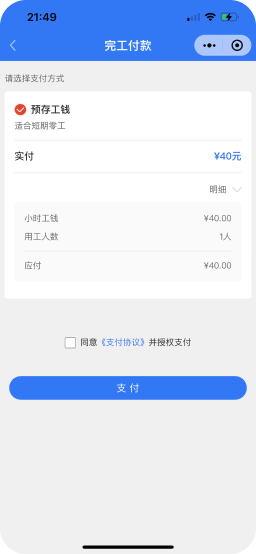 21:49
完工付款
请选择支付方式
预存工钱
适合短期零工
实付 ¥40元
明细
小时工钱 ¥40.00
用工人数 1人
应付 ¥40.00
同意《支付协议》并授权支付
支 付